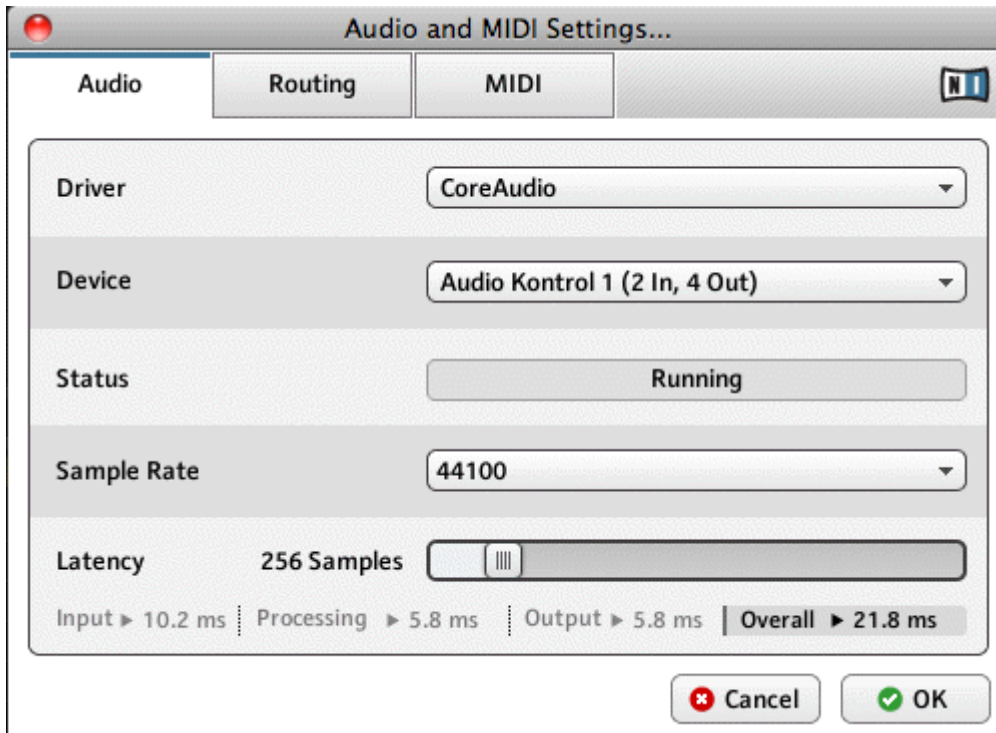 Audio and MIDI Settings...
Audio Routing MIDI NI
Driver CoreAudio
Device Audio Kontrol 1 (2 In, 4 Out)
Status Running
Sample Rate 44100
Latency 256 Samples
Input ▸ 10.2 ms Processing ▸ 5.8 ms Output ▸ 5.8 ms Overall ▸ 21.8 ms
Cancel OK